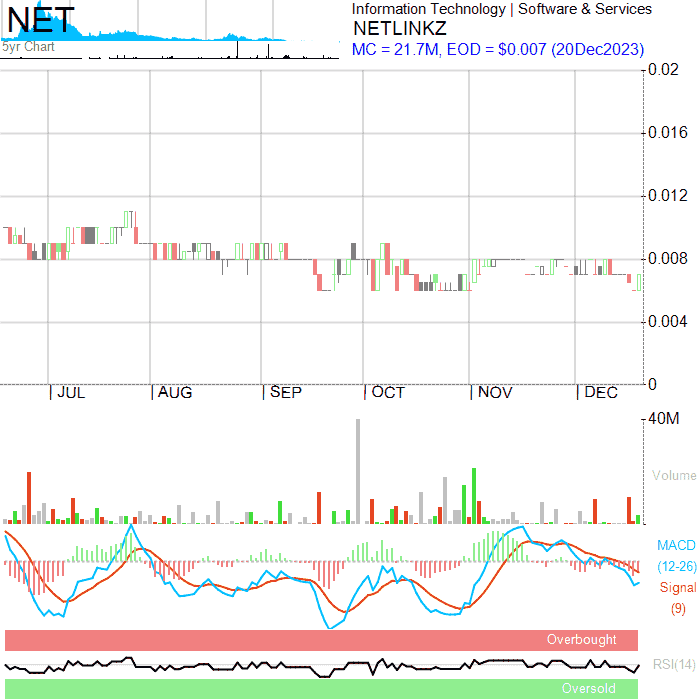 NET
5yr Chart
Information Technology | Software & Services
NETLINKZ
MC = 21.7M, EOD = $0.007 (20Dec2023)
0.02
0.016
0.012
0.008
0.004
0
JUL AUG SEP OCT NOV DEC
40M
Volume
MACD
(12-26)
Signal
(9)
Overbought
RSI(14)
Oversold